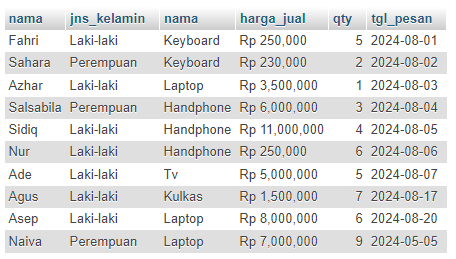 nama jns_kelamin nama harga_jual qty tgl_pesan
Fahri Laki-laki Keyboard Rp 250,000 5 2024-08-01
Sahara Perempuan Keyboard Rp 230,000 2 2024-08-02
Azhar Laki-laki Laptop Rp 3,500,000 1 2024-08-03
Salsabila Perempuan Handphone Rp 6,000,000 3 2024-08-04
Sidiq Laki-laki Handphone Rp 11,000,000 4 2024-08-05
Nur Laki-laki Handphone Rp 250,000 6 2024-08-06
Ade Laki-laki Tv Rp 5,000,000 5 2024-08-07
Agus Laki-laki Kulkas Rp 1,500,000 7 2024-08-17
Asep Laki-laki Laptop Rp 8,000,000 6 2024-08-20
Naiva Perempuan Laptop Rp 7,000,000 9 2024-05-05